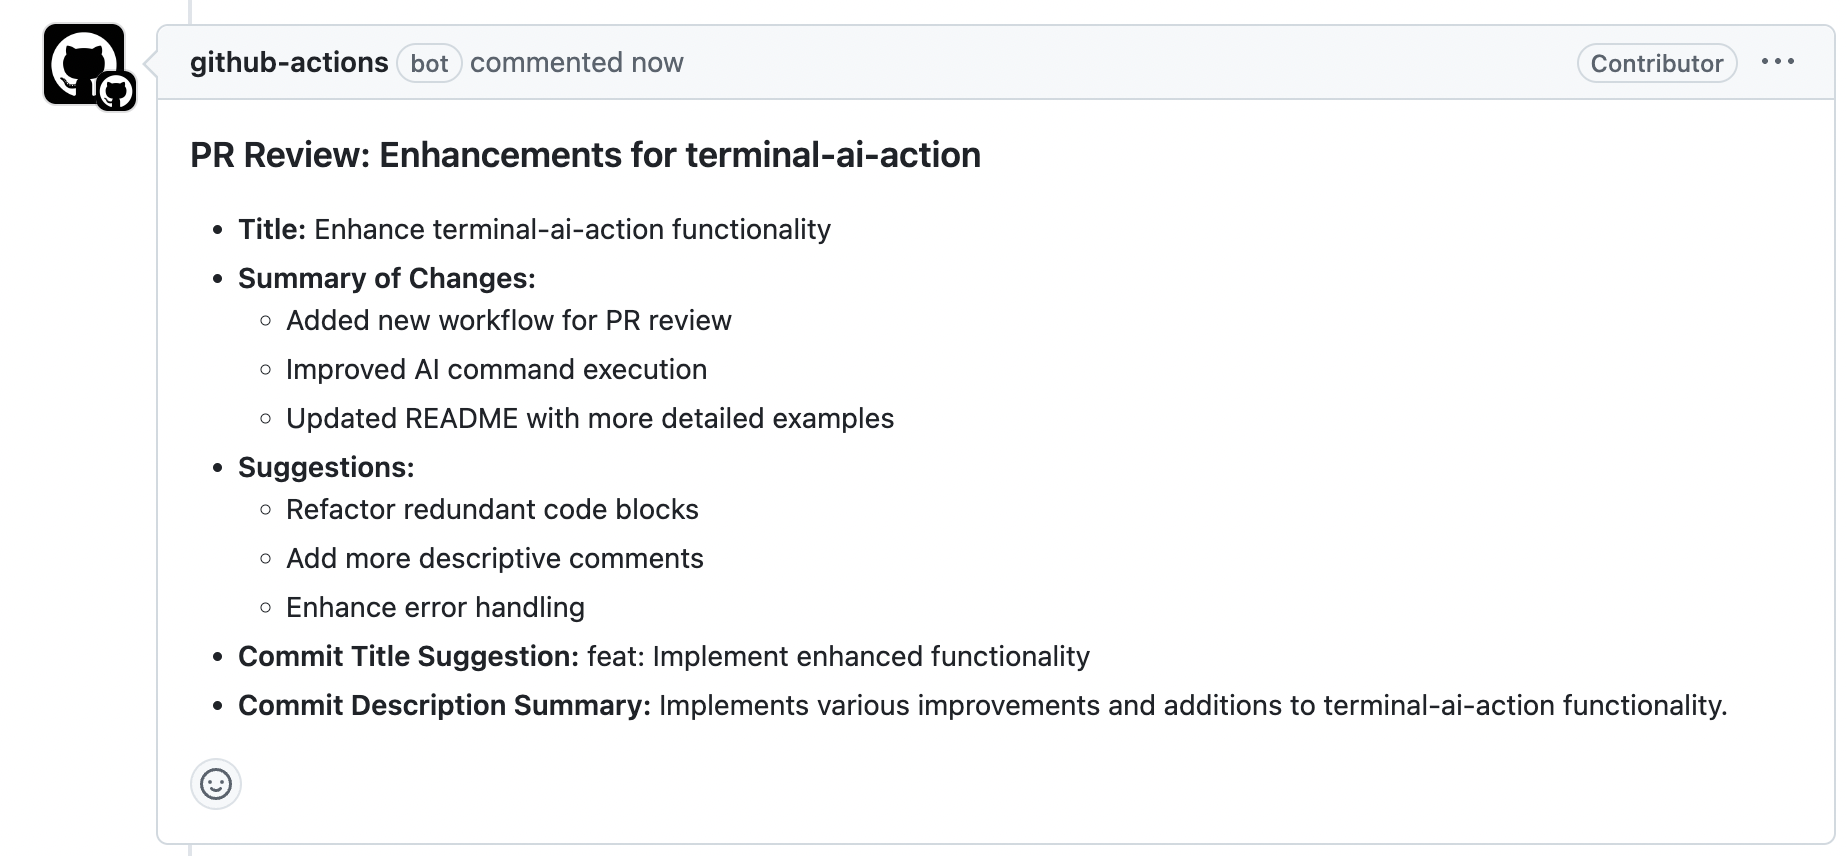 github-actions bot commented now Contributor
PR Review: Enhancements for terminal-ai-action
Title: Enhance terminal-ai-action functionality
Summary of Changes:
Added new workflow for PR review
Improved AI command execution
Updated README with more detailed examples
Suggestions:
Refactor redundant code blocks
Add more descriptive comments
Enhance error handling
Commit Title Suggestion: feat: Implement enhanced functionality
Commit Description Summary: Implements various improvements and additions to terminal-ai-action functionality.